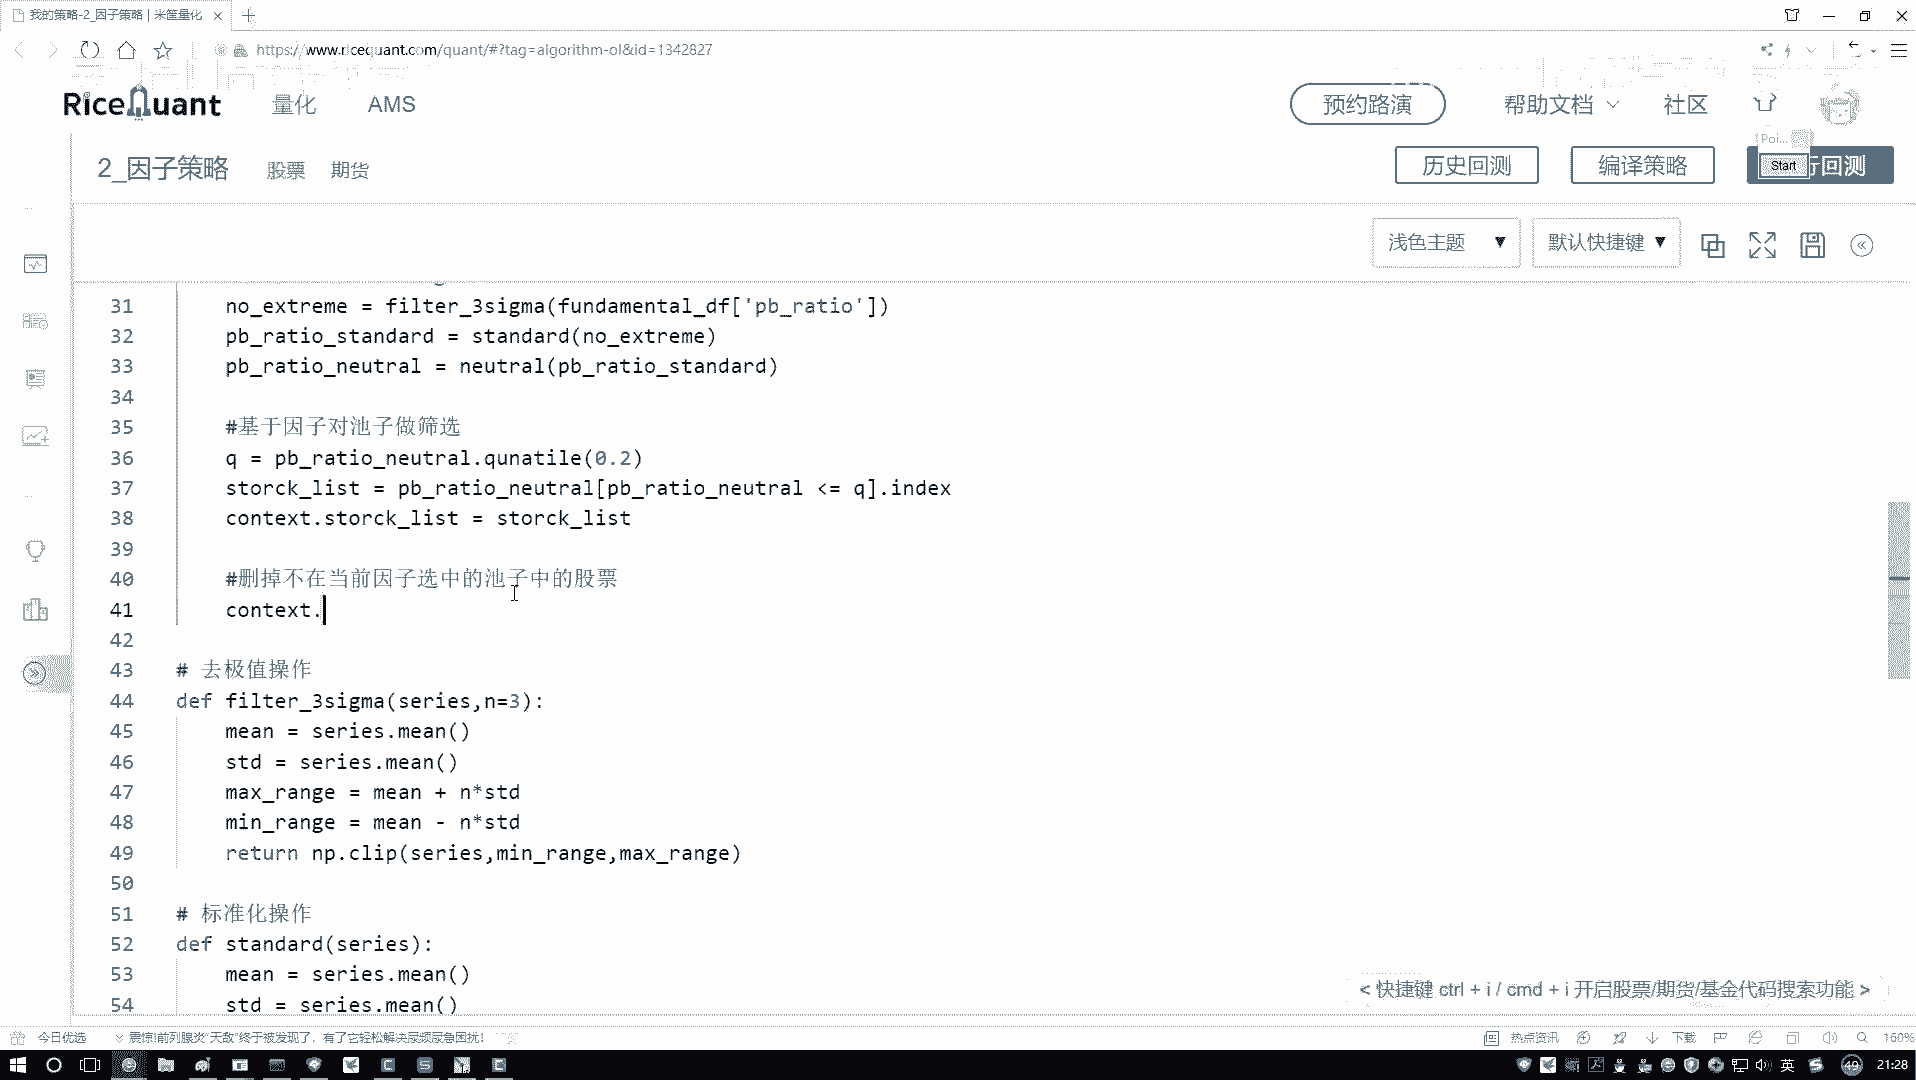 我的策略-2_因子策略 | 米筐量化
https://www.ricequant.com/quant/#?tag=algorithm-ol&id=1342827
RiceQuant 量化 AMS 预约路演 帮助文档 社区
Poi...
2_因子策略 股票 期货 历史回测 编译策略 Start 行回测
浅色主题 ▼ 默认快捷键 ▼
31 no_extreme = filter_3sigma(fundamental_df['pb_ratio'])
32 pb_ratio_standard = standard(no_extreme)
33 pb_ratio_neutral = neutral(pb_ratio_standard)
34
35 #基于因子对池子做筛选
36 q = pb_ratio_neutral.qunatile(0.2)
37 storck_list = pb_ratio_neutral[pb_ratio_neutral <= q].index
38 context.storck_list = storck_list
39
40 #删掉不在当前因子选中的池子中的股票
41 context.
42
43 # 去极值操作
44 def filter_3sigma(series,n=3):
45 mean = series.mean()
46 std = series.mean()
47 max_range = mean + n*std
48 min_range = mean - n*std
49 return np.clip(series,min_range,max_range)
50
51 # 标准化操作
52 def standard(series):
53 mean = series.mean()
54 std = series.mean()
< 快捷键 ctrl + i / cmd + i 开启股票/期货/基金代码搜索功能 >
今日优选 震惊!前列腺炎"天敌"终于被发现了，有了它轻松解决尿频尿急困扰! 热点资讯 下载 160%
英 49 21:28